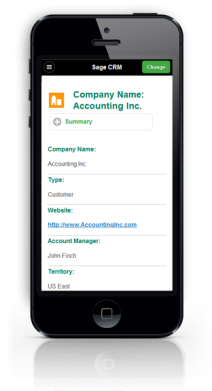 Sage CRM
Change
Company Name:
Accounting Inc.
Summary
Company Name:
Accounting Inc.
Type:
Customer
Website:
http://www.AccountingInc.com
Account Manager:
John Finch
Territory:
US East